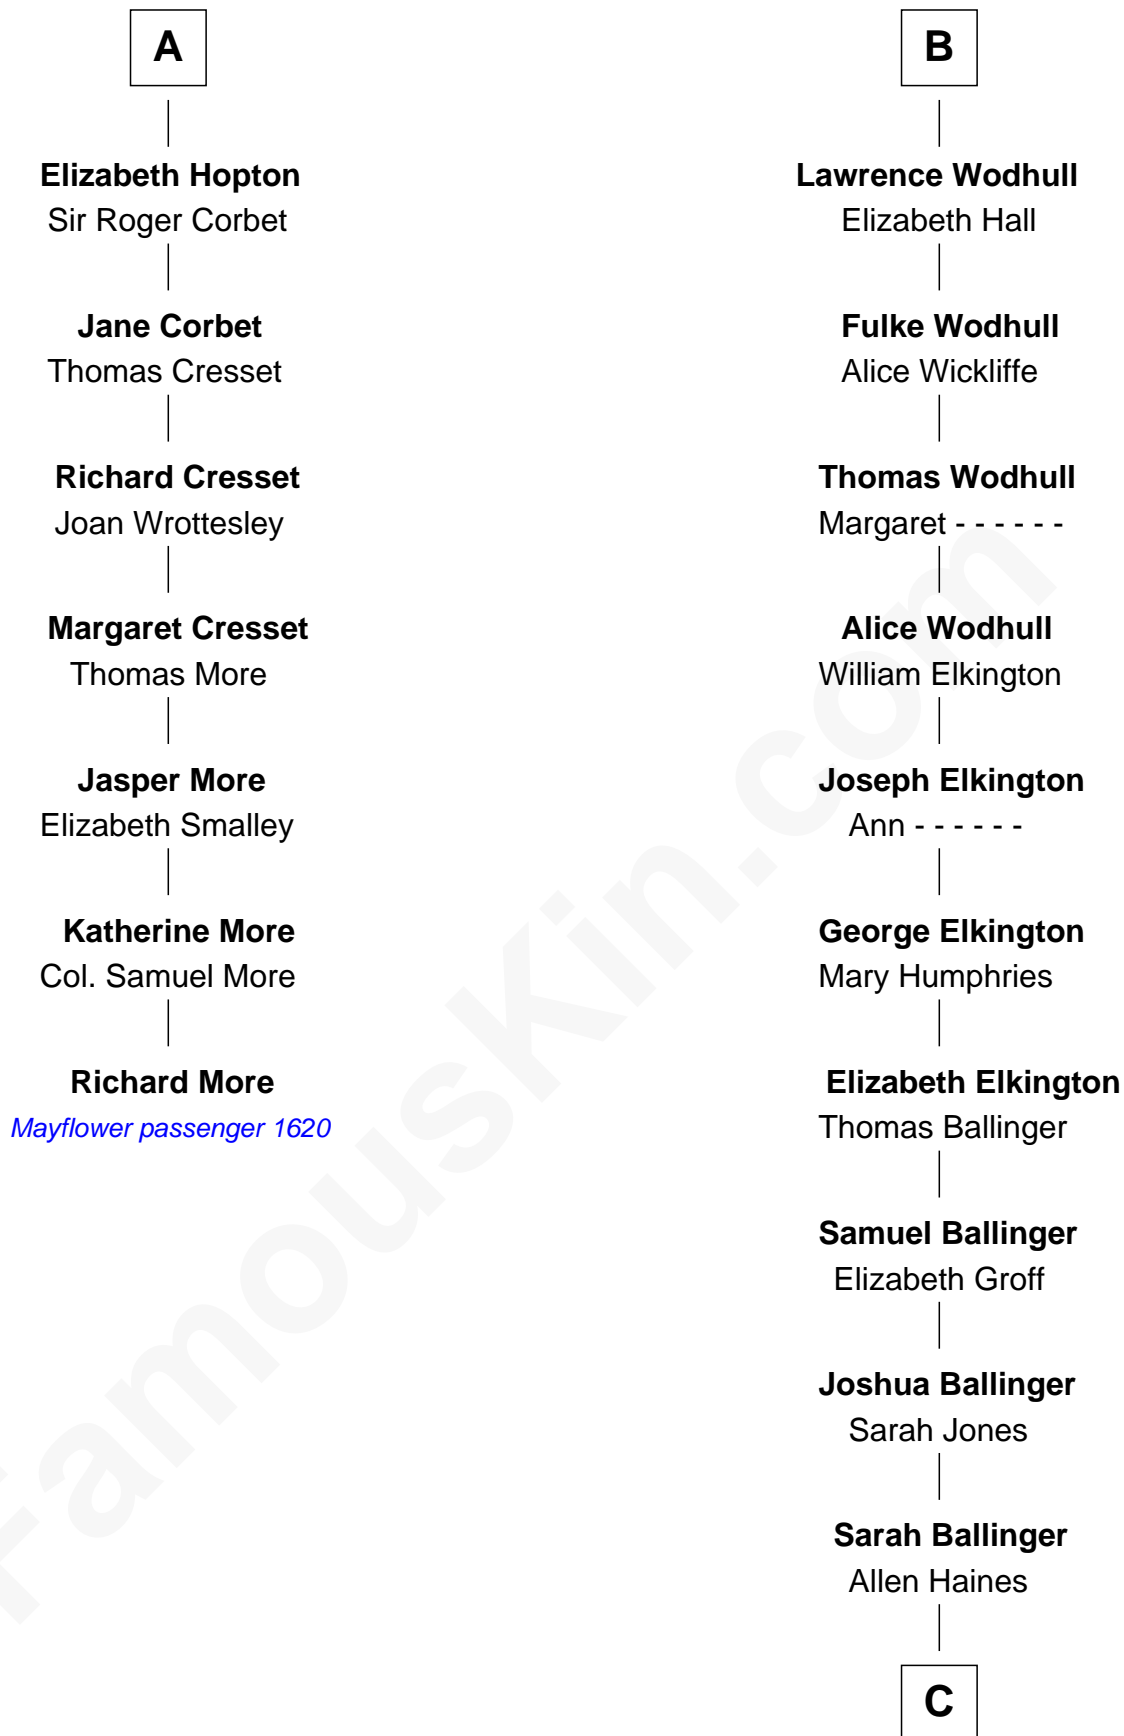 A
Elizabeth Hopton
Sir Roger Corbet
Jane Corbet
Thomas Cresset
Richard Cresset
Joan Wrottesley
Margaret Cresset
Thomas More
Jasper More
Elizabeth Smalley
Katherine More
Col. Samuel More
Richard More
Mayflower passenger 1620
B
Lawrence Wodhull
Elizabeth Hall
Fulke Wodhull
Alice Wickliffe
Thomas Wodhull
Margaret - - - - - -
Alice Wodhull
William Elkington
Joseph Elkington
Ann - - - - - -
George Elkington
Mary Humphries
Elizabeth Elkington
Thomas Ballinger
Samuel Ballinger
Elizabeth Groff
Joshua Ballinger
Sarah Jones
Sarah Ballinger
Allen Haines
C
FamousKin.com